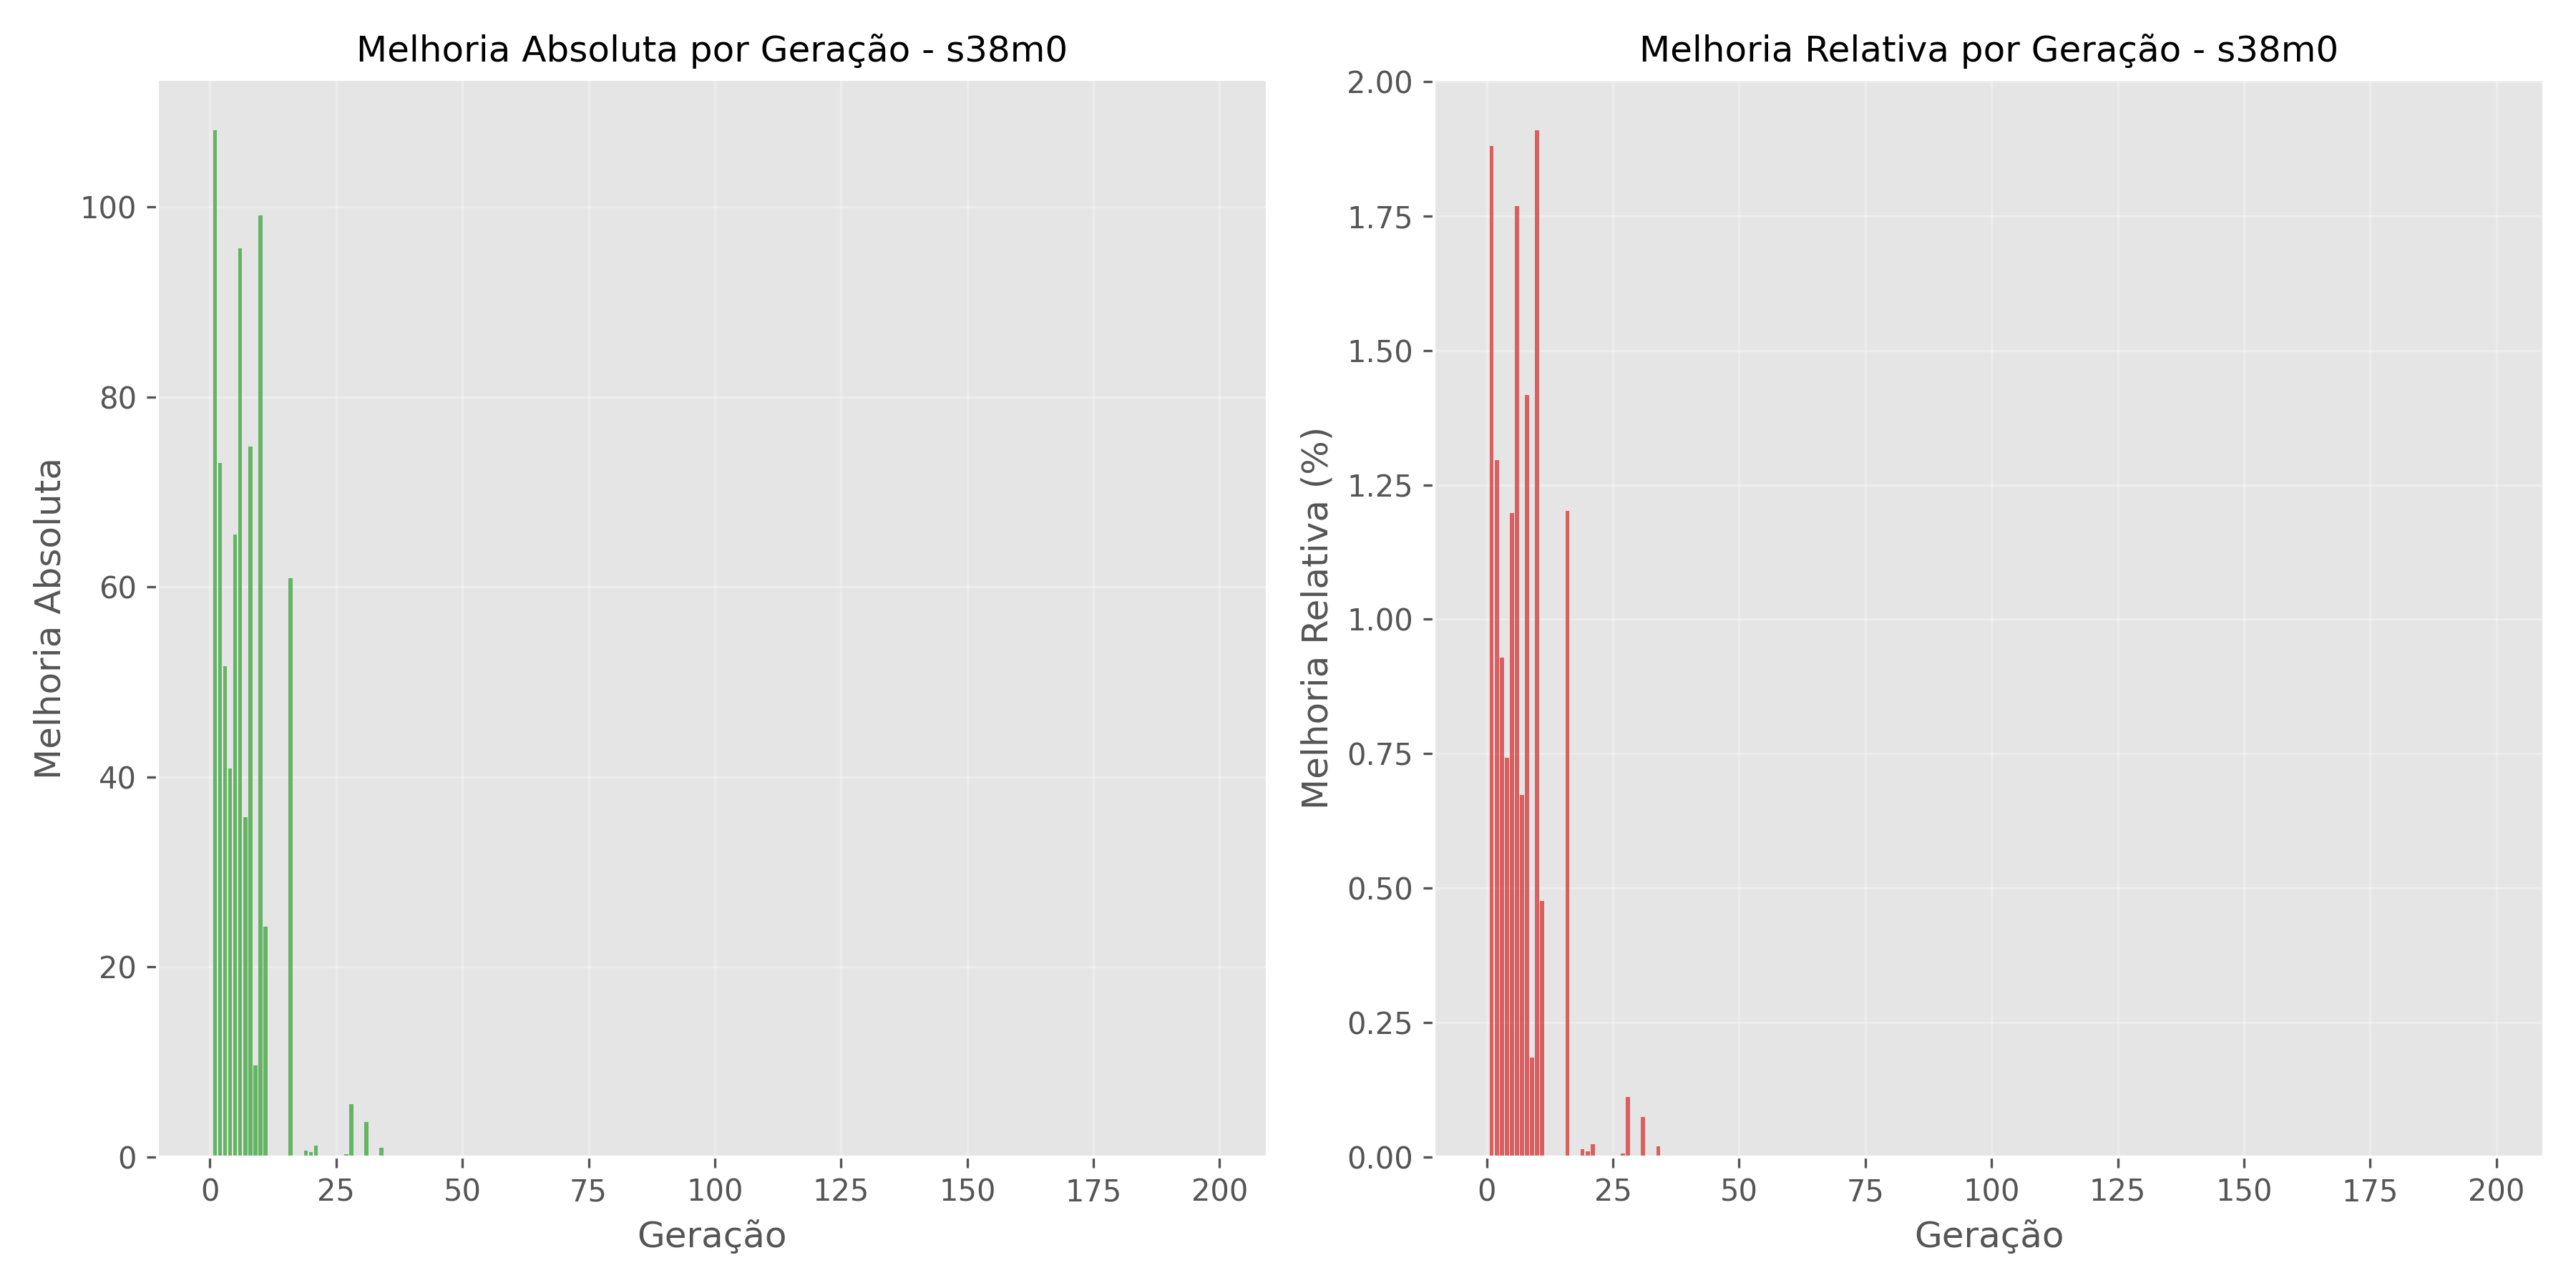 Melhoria Absoluta por Geração - s38m0
Melhoria Absoluta
100
80
60
40
20
0
0 25 50 75 100 125 150 175 200
Geração
Melhoria Relativa por Geração - s38m0
Melhoria Relativa (%)
2.00
1.75
1.50
1.25
1.00
0.75
0.50
0.25
0.00
0 25 50 75 100 125 150 175 200
Geração